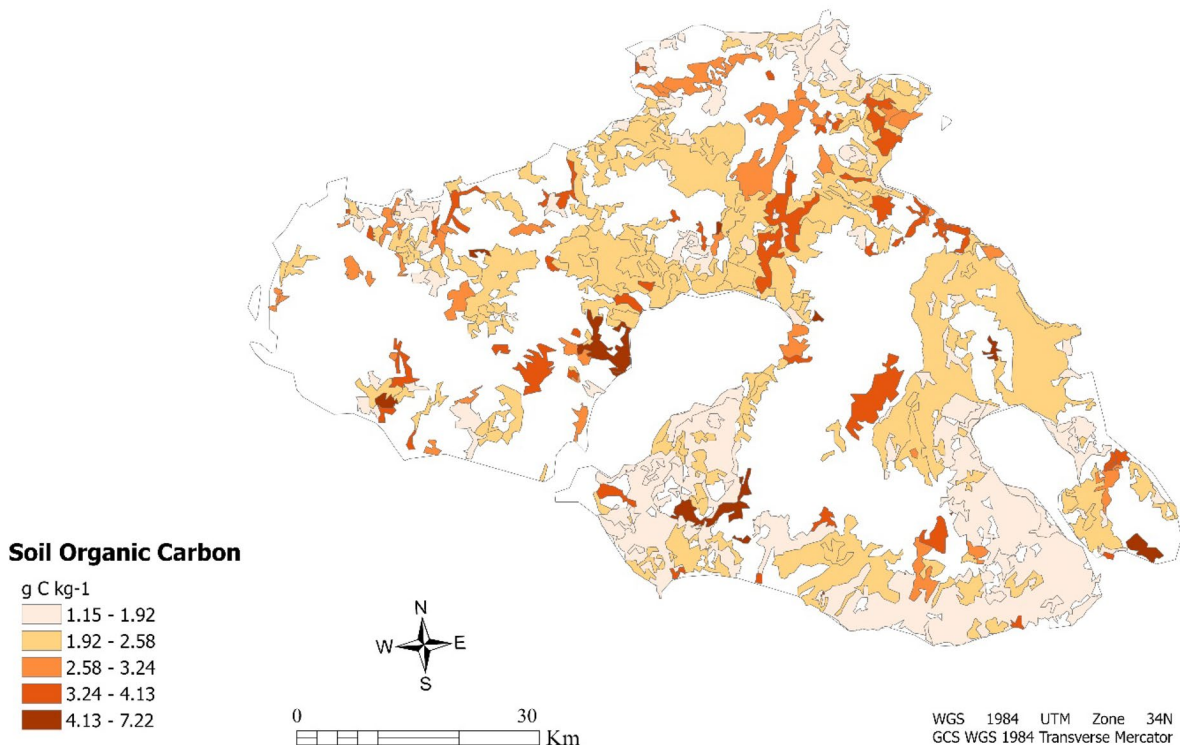 Soil Organic Carbon
g C kg-1
1.15 - 1.92
1.92 - 2.58
2.58 - 3.24
3.24 - 4.13
4.13 - 7.22
N
W E
S
0 30
Km
WGS 1984 UTM Zone 34N
GCS WGS 1984 Transverse Mercator